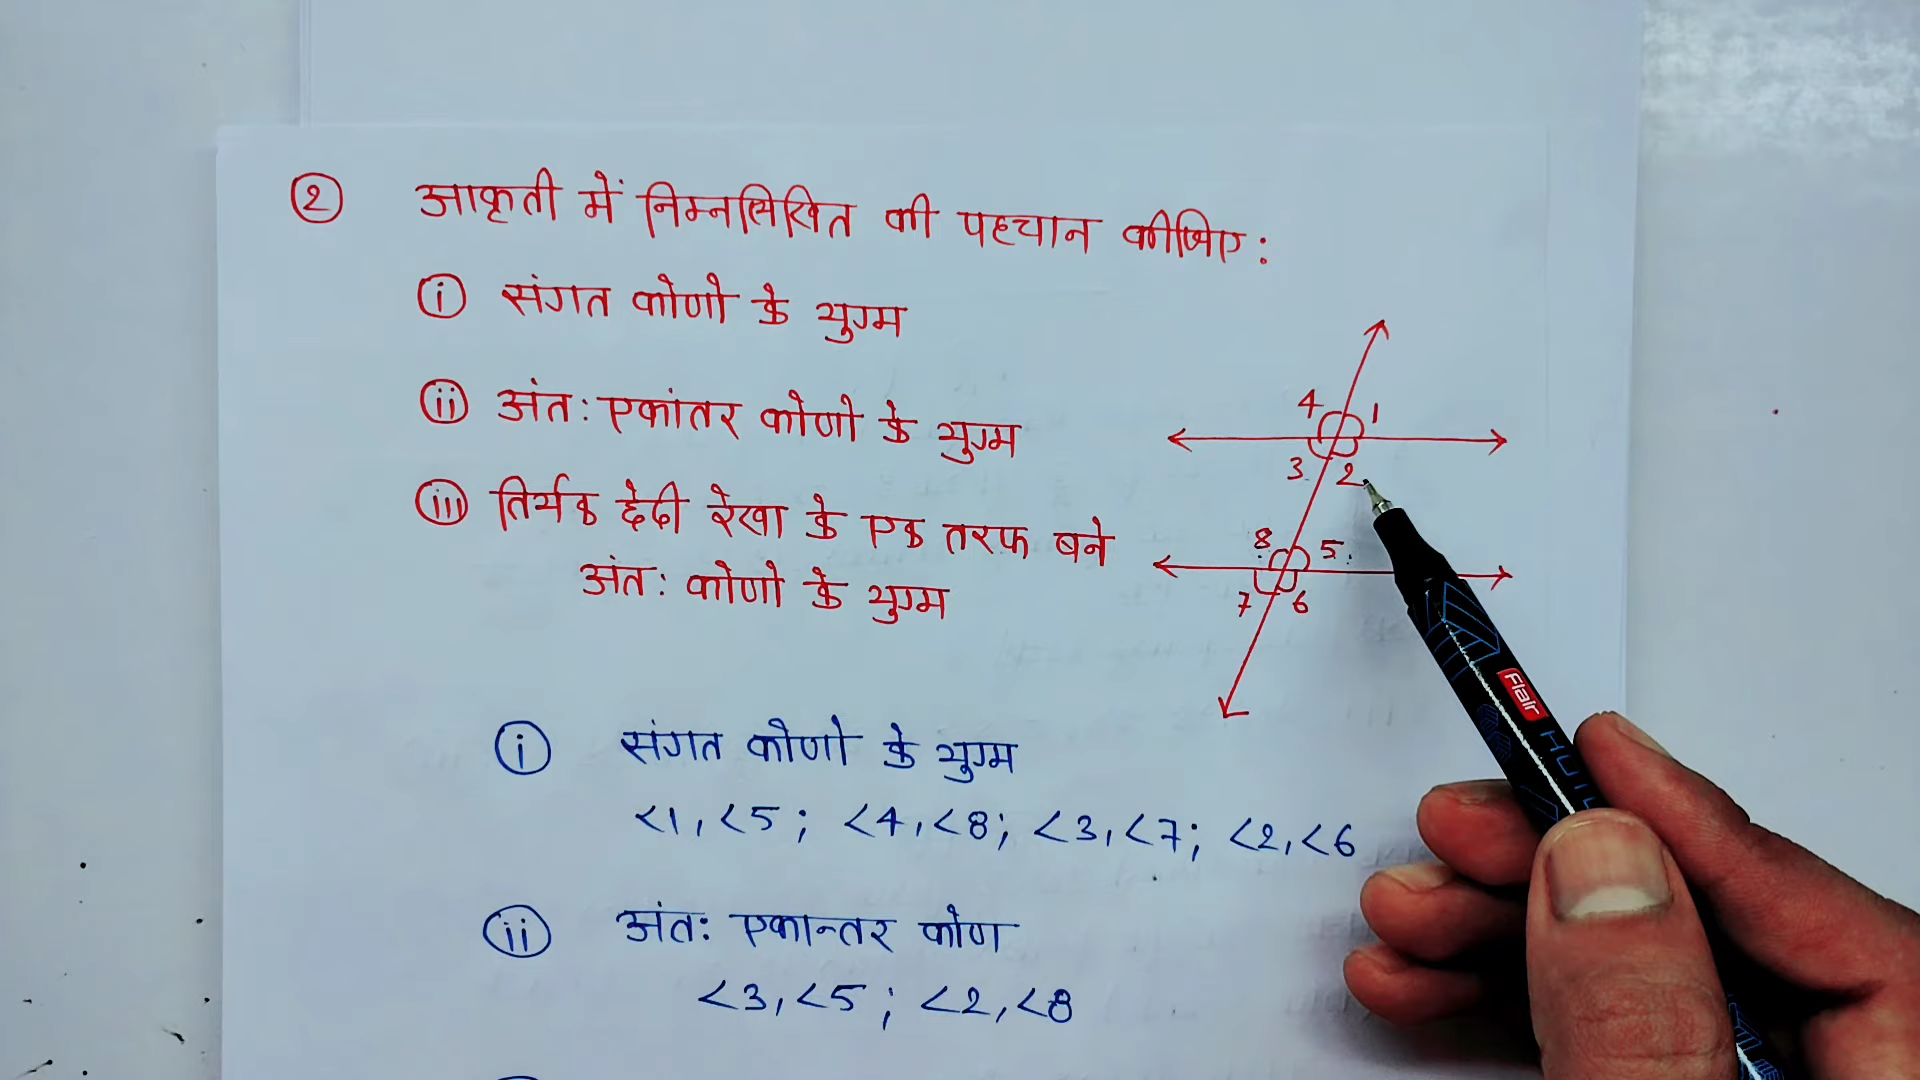 ② आकृती में निम्नलिखित की पहचान कीजिए :
ⓘ संगत कोणो के युग्म
ⓘⓘ अंत: एकांतर कोणो के युग्म
ⓘⓘⓘ तिर्यक छेदी रेखा के एक तरफ बने
अंत: कोणो के युग्म
4 1
3 2
8 5
7 6
Flair
ⓘ संगत कोणो के युग्म
<1, <5 ; <4, <8; <3, <7; <2, <6
ⓘⓘ अंत: एकान्तर कोण
<3, <5 ; <2, <8